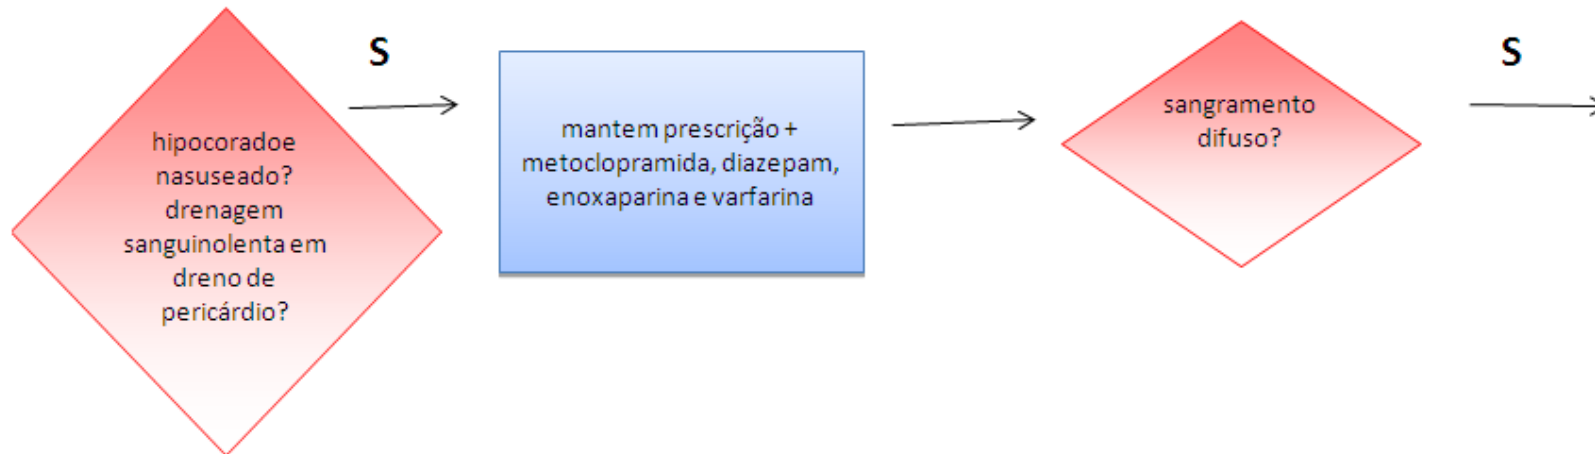 hipocoradoe
nasuseado?
drenagem
sanguinolenta em
dreno de
pericárdio?
S
mantem prescrição +
metoclopramida, diazepam,
enoxaparina e varfarina
sangramento
difuso?
S